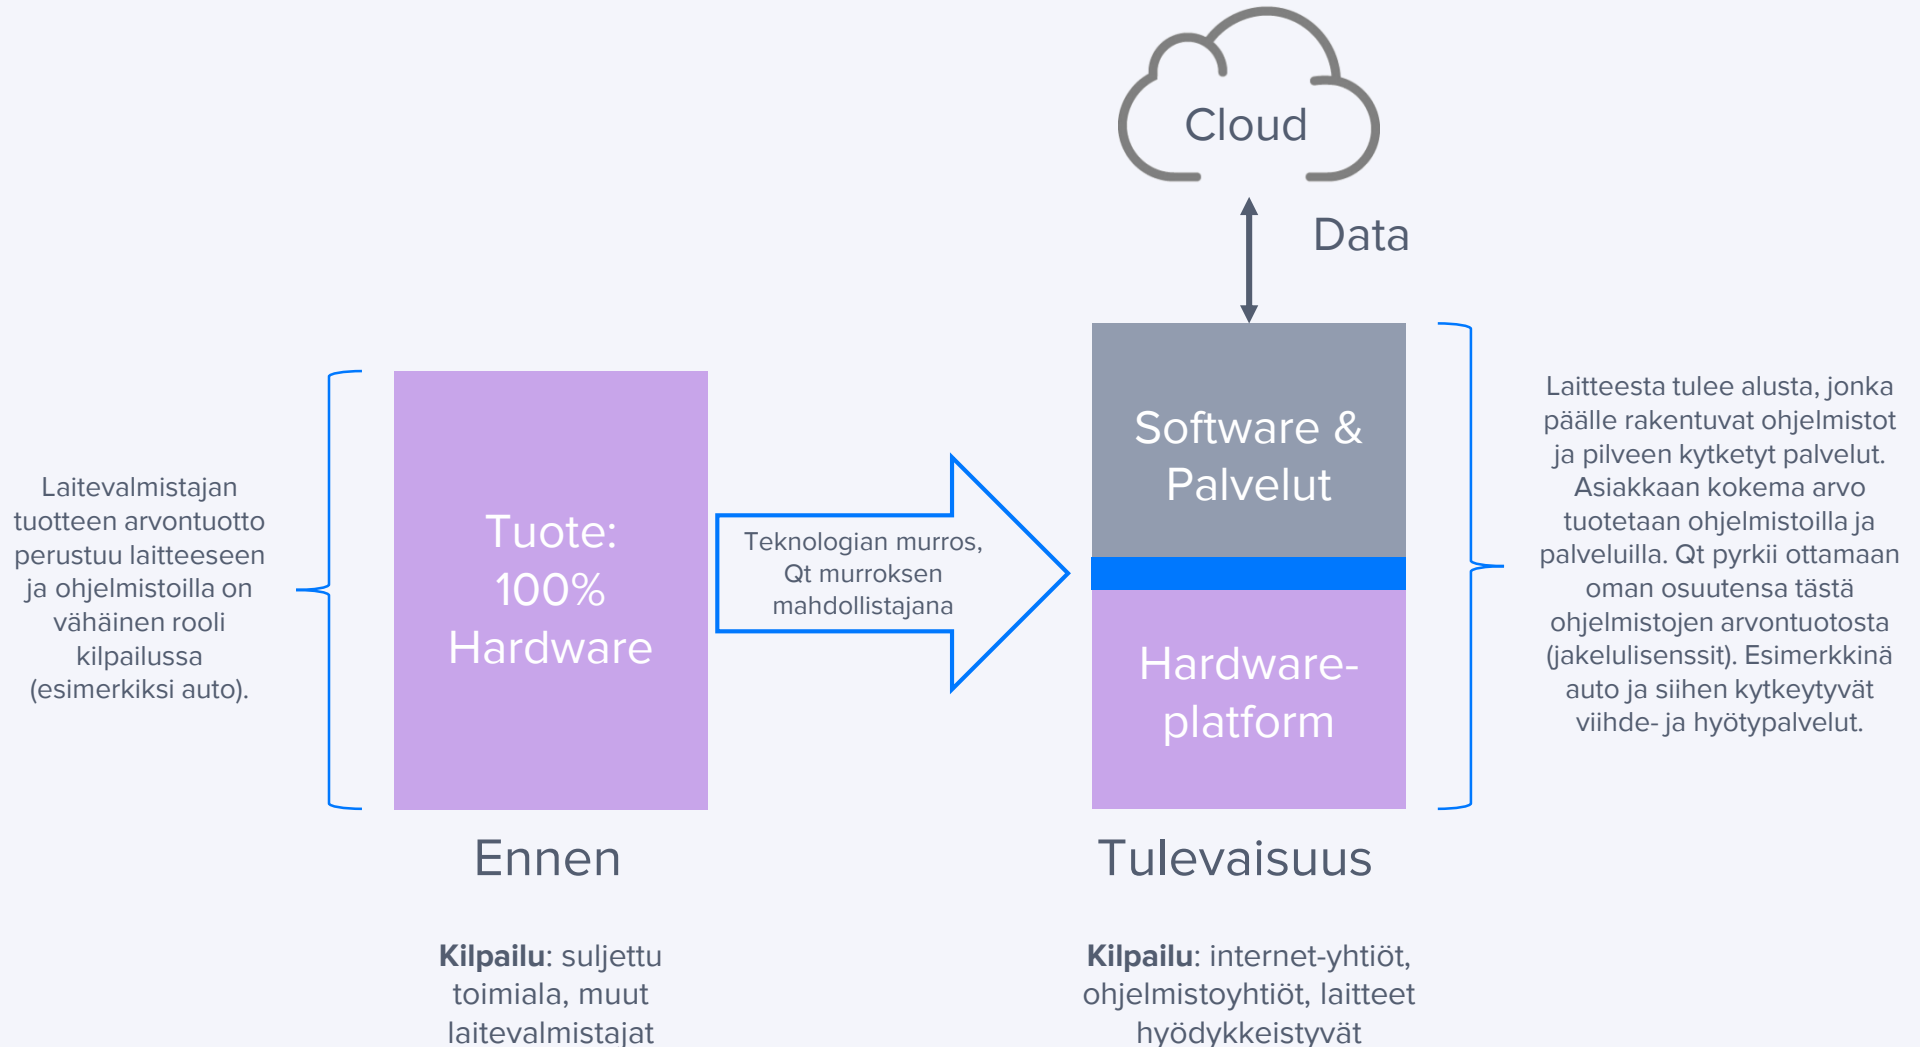 Cloud
Data
Laitevalmistajan
tuotteen arvontuotto
perustuu laitteeseen
ja ohjelmistoilla on
vähäinen rooli
kilpailussa
(esimerkiksi auto).
Tuote:
100%
Hardware
Teknologian murros,
Qt murroksen
mahdollistajana
Software &
Palvelut
Hardware-
platform
Laitteesta tulee alusta, jonka
päälle rakentuvat ohjelmistot
ja pilveen kytketyt palvelut.
Asiakkaan kokema arvo
tuotetaan ohjelmistoilla ja
palveluilla. Qt pyrkii ottamaan
oman osuutensa tästä
ohjelmistojen arvontuotosta
(jakelulisenssit). Esimerkkinä
auto ja siihen kytkeytyvät
viihde- ja hyötypalvelut.
Ennen
Kilpailu: suljettu
toimiala, muut
laitevalmistajat
Tulevaisuus
Kilpailu: internet-yhtiöt,
ohjelmistoyhtiöt, laitteet
hyödykkeistyvät